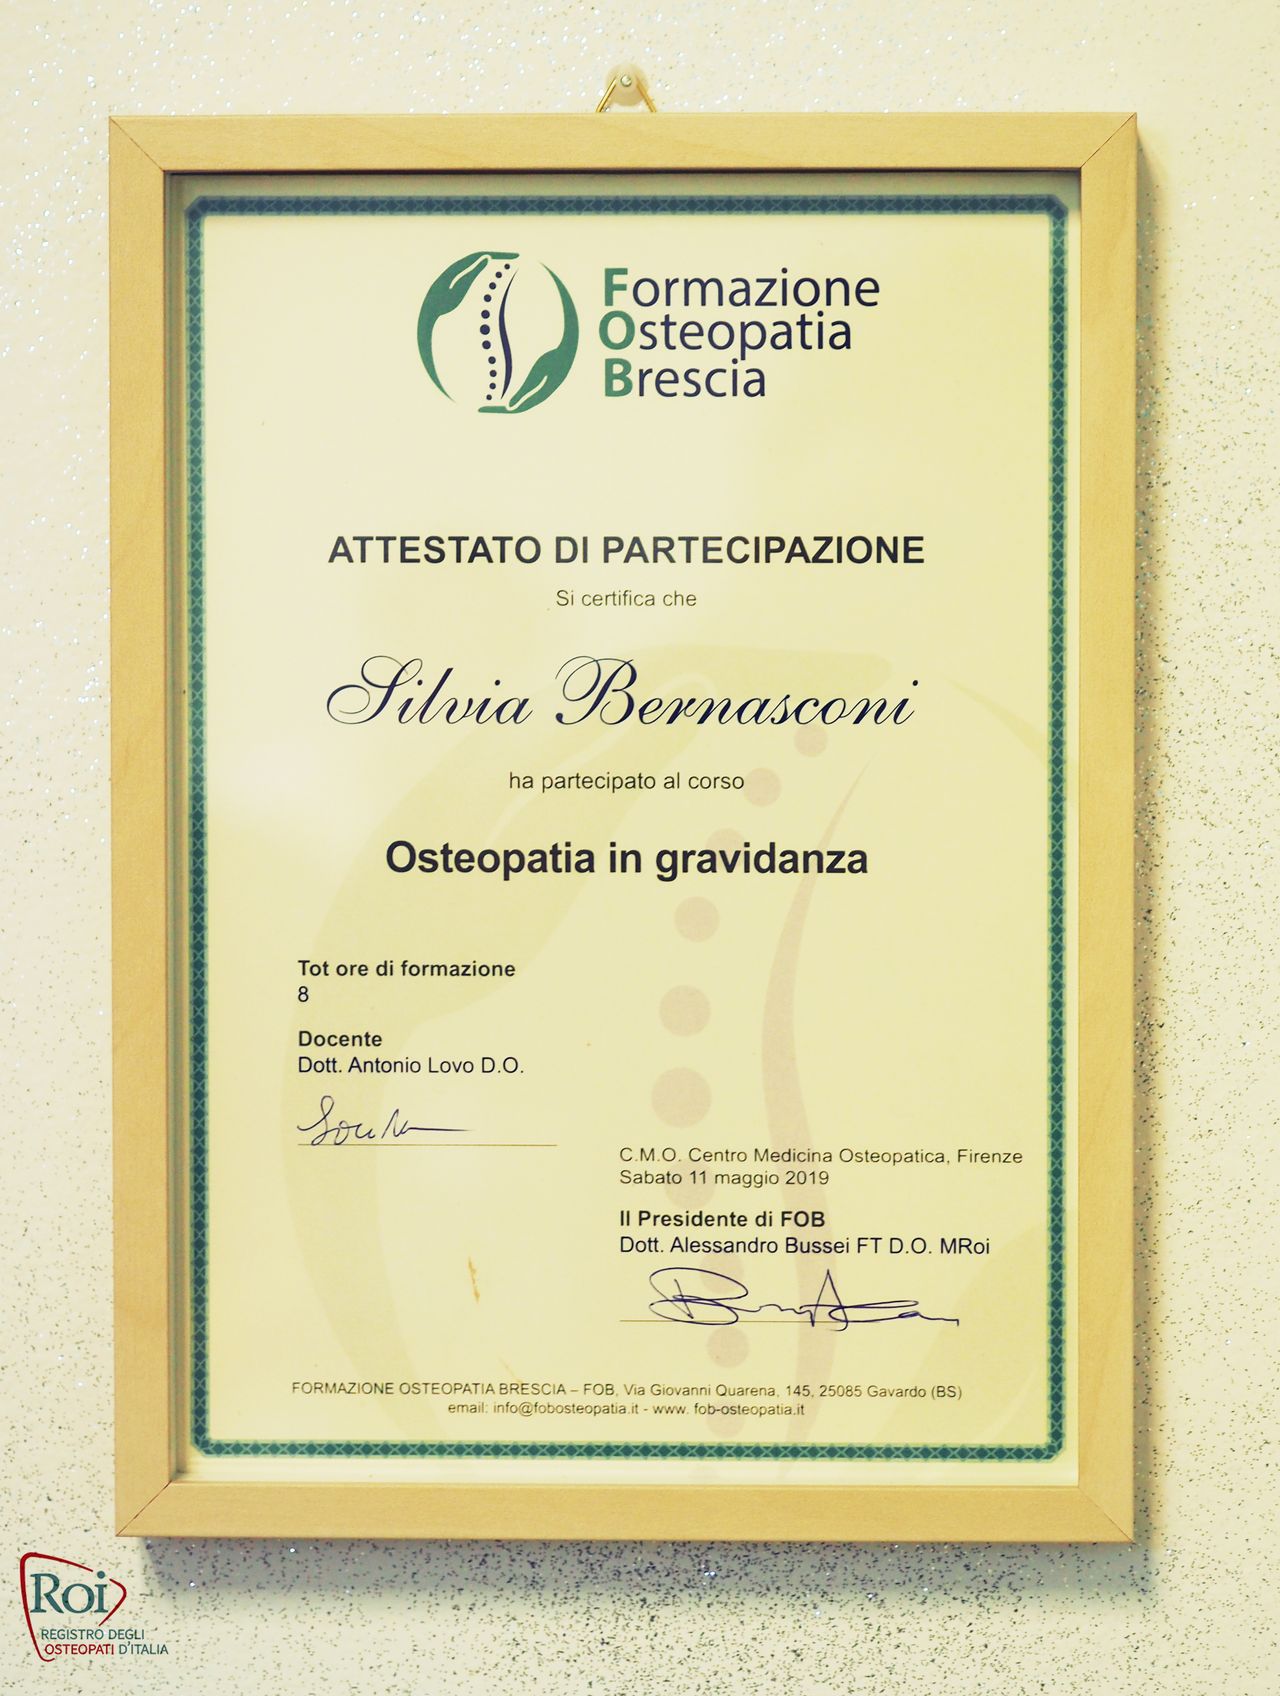 Formazione
Osteopatia
Brescia
ATTESTATO DI PARTECIPAZIONE
Si certifica che
Silvia Bernasconi
ha partecipato al corso
Osteopatia in gravidanza
Tot ore di formazione
8
Docente
Dott. Antonio Lovo D.O.
C.M.O. Centro Medicina Osteopatica, Firenze
Sabato 11 maggio 2019
Il Presidente di FOB
Dott. Alessandro Bussei FT D.O. MRoi
FORMAZIONE OSTEOPATIA BRESCIA – FOB, Via Giovanni Quarena, 145, 25085 Gavardo (BS)
email: info@fobosteopatia.it - www. fob-osteopatia.it
Roi
REGISTRO DEGLI
OSTEOPATI D'ITALIA